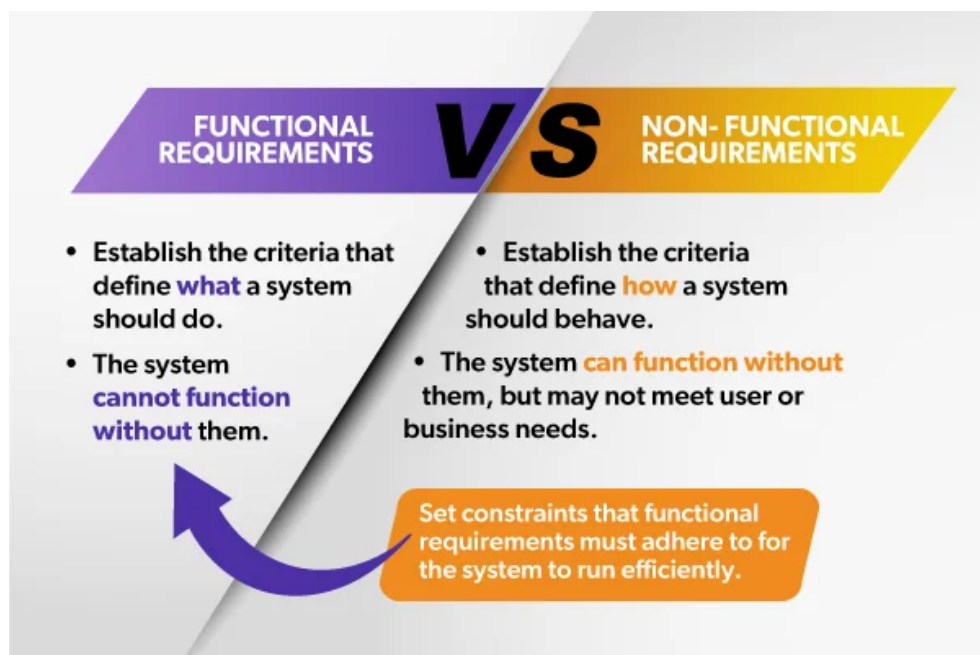 FUNCTIONAL
REQUIREMENTS
VS
NON- FUNCTIONAL
REQUIREMENTS
• Establish the criteria that
define what a system
should do.
• The system
cannot function
without them.
• Establish the criteria
that define how a system
should behave.
• The system can function without
them, but may not meet user or
business needs.
Set constraints that functional
requirements must adhere to for
the system to run efficiently.